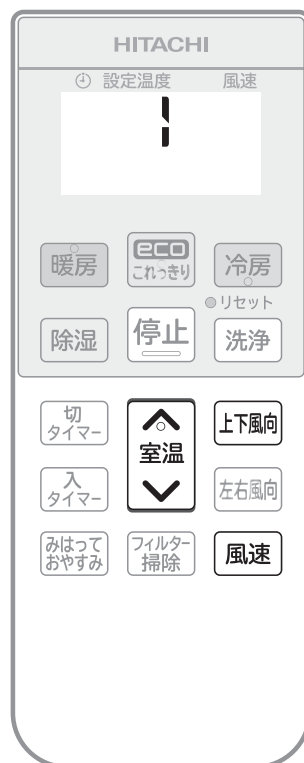 HITACHI
設定温度 風速
1
暖房 eco これっきり 冷房
リセット
除湿 停止 洗浄
切タイマー 室温 上下風向
入タイマー 左右風向
みはっておやすみ フィルター掃除 風速